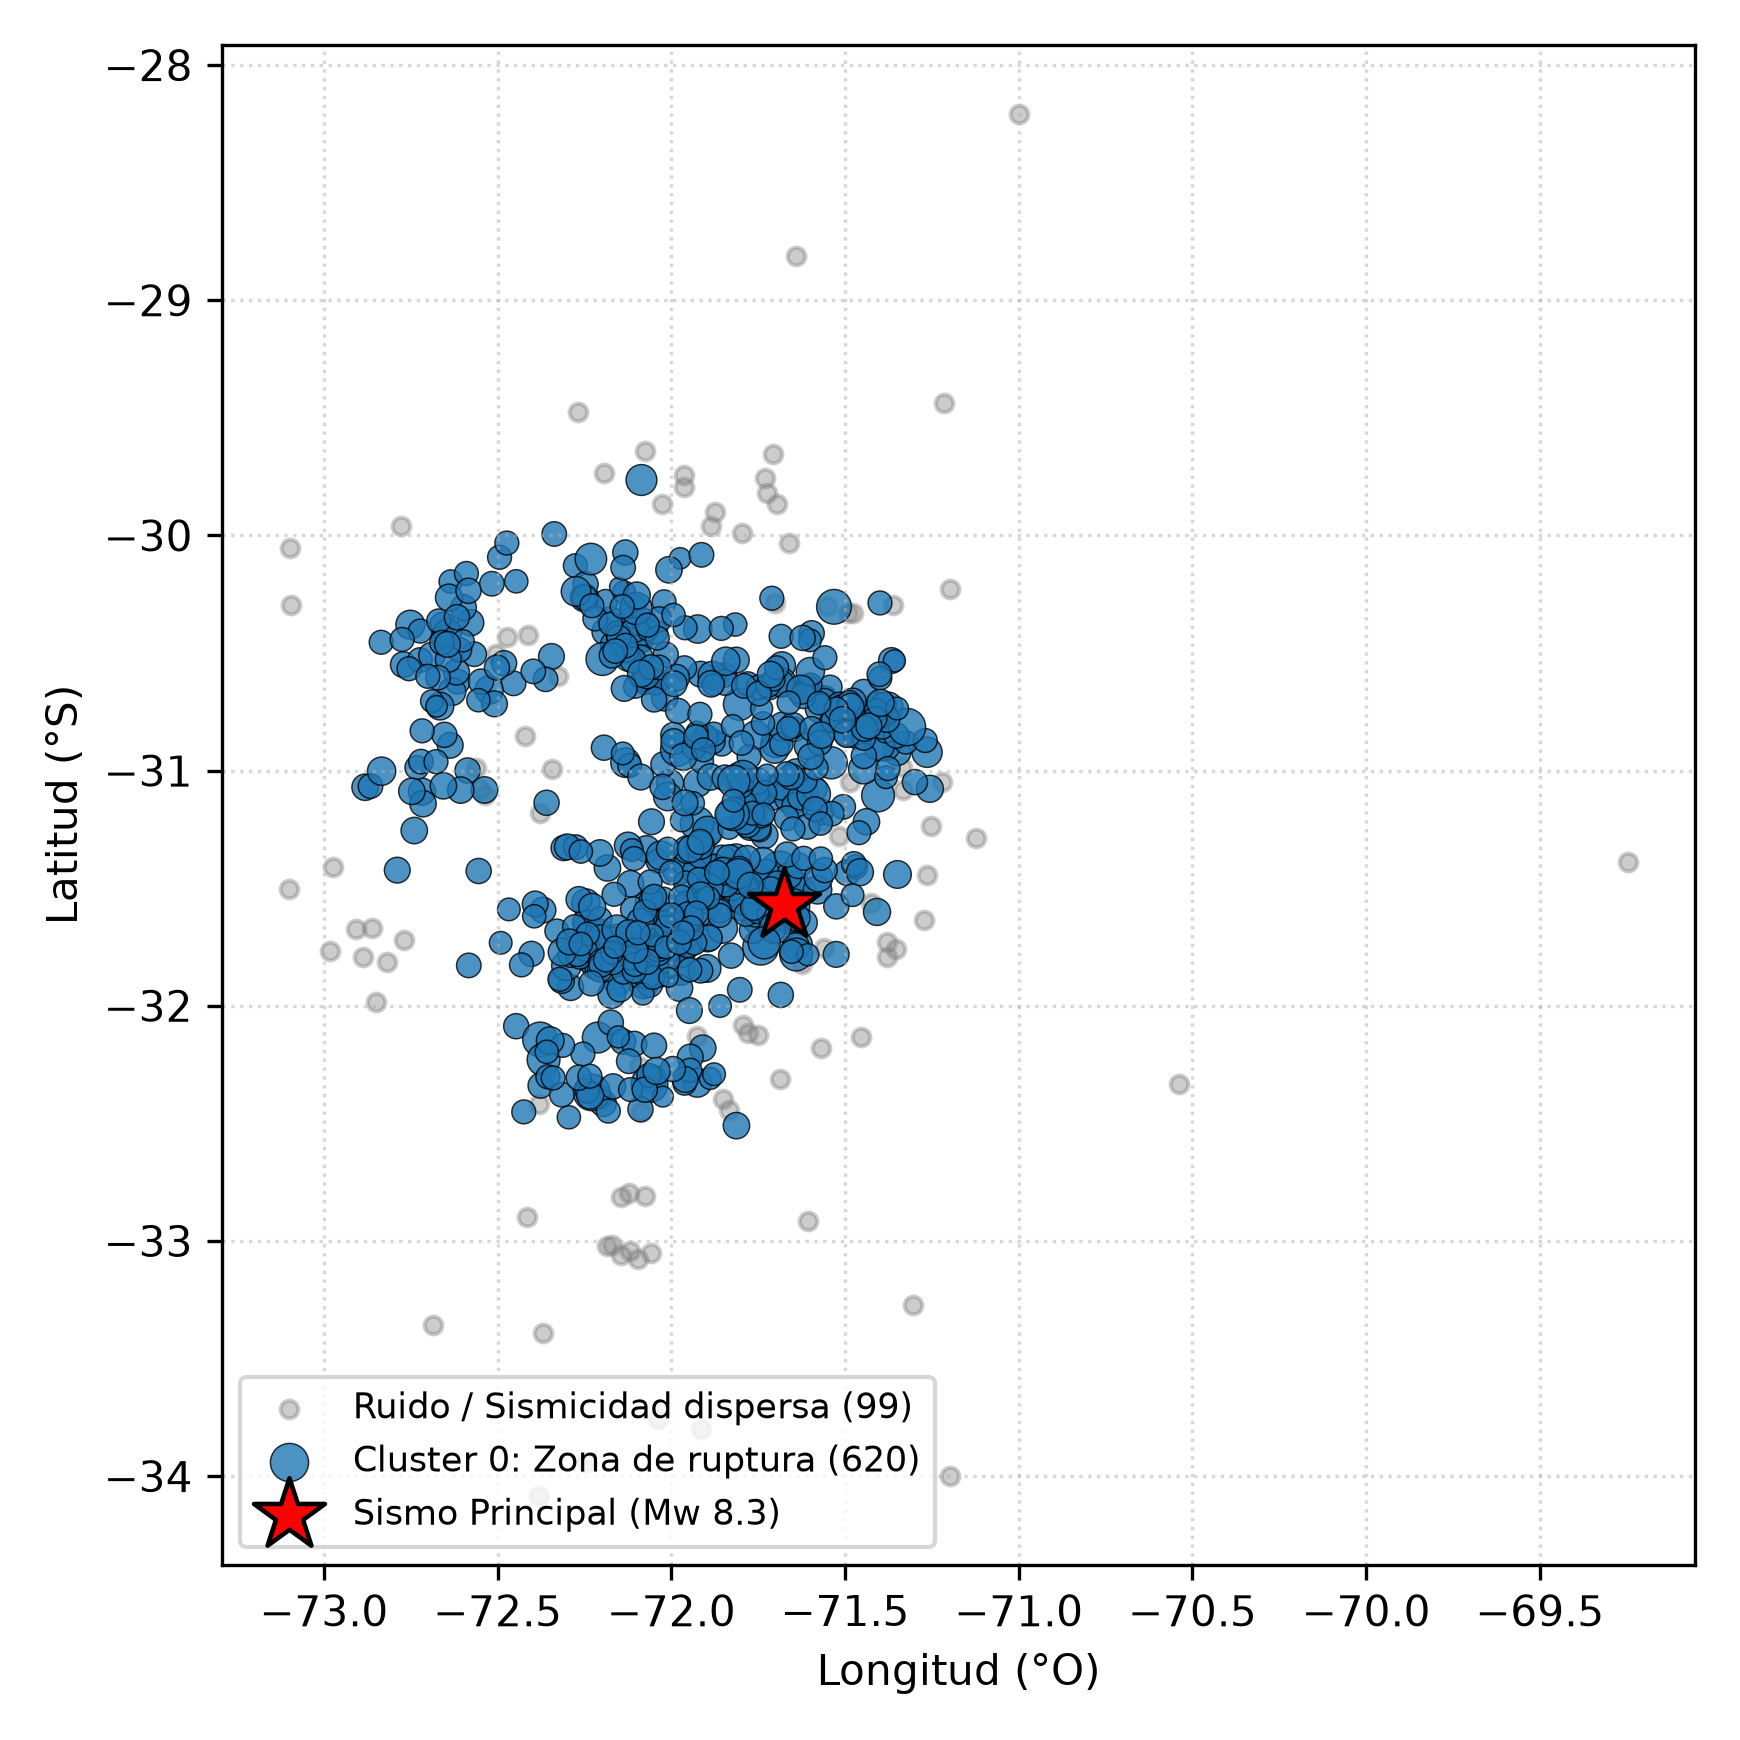 −28
−29
−30
−31
−32
−33
−34
Latitud (°S)
Ruido / Sismicidad dispersa (99)
Cluster 0: Zona de ruptura (620)
Sismo Principal (Mw 8.3)
−73.0 −72.5 −72.0 −71.5 −71.0 −70.5 −70.0 −69.5
Longitud (°O)